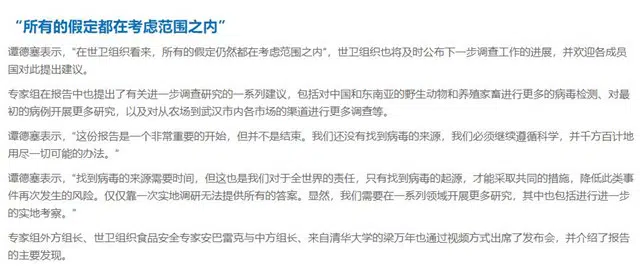 “所有的假定都在考虑范围之内”
谭德塞表示，“在世卫组织看来，所有的假定仍然都在考虑范围之内”，世卫组织也将及时公布下一步调查工作的进展，并欢迎各成员
国对此提出建议。
专家组在报告中也提出了有关进一步调查研究的一系列建议，包括对中国和东南亚的野生动物和养殖家畜进行更多的病毒检测、对最
初的病例开展更多研究，以及对从农场到武汉市内各市场的渠道进行更多调查等。
谭德塞表示，“这份报告是一个非常重要的开始，但并不是结束。我们还没有找到病毒的来源，我们必须继续遵循科学，并千方百计地
用尽一切可能的办法。”
谭德塞表示，“找到病毒的来源需要时间，但这也是我们对于全世界的责任，只有找到病毒的起源，才能采取共同的措施，降低此类事
件再次发生的风险。仅仅靠一次实地调研无法提供所有的答案。显然，我们需要在一系列领域开展更多研究，其中也包括进行进一步
的实地考察。”
专家组外方组长、世卫组织食品安全专家安巴雷克与中方组长、来自清华大学的梁万年也通过视频方式出席了发布会，并介绍了报告
的主要发现。